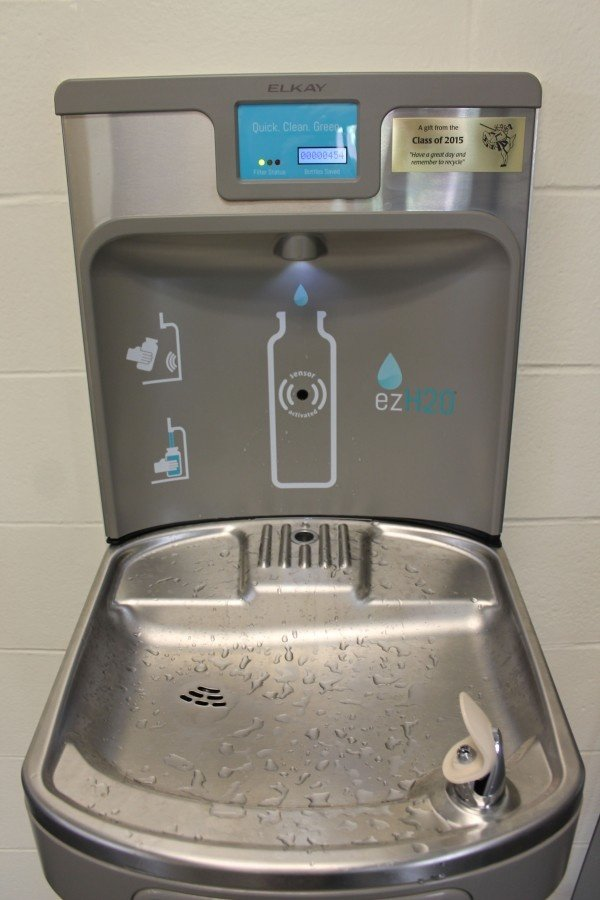 ELKAY
Quick. Clean. Green.
00000454
Filter Status
Bottles Saved
A gift from the
Class of 2015
"Have a great day and
remember to recycle"
sensor
activated
ezH2O